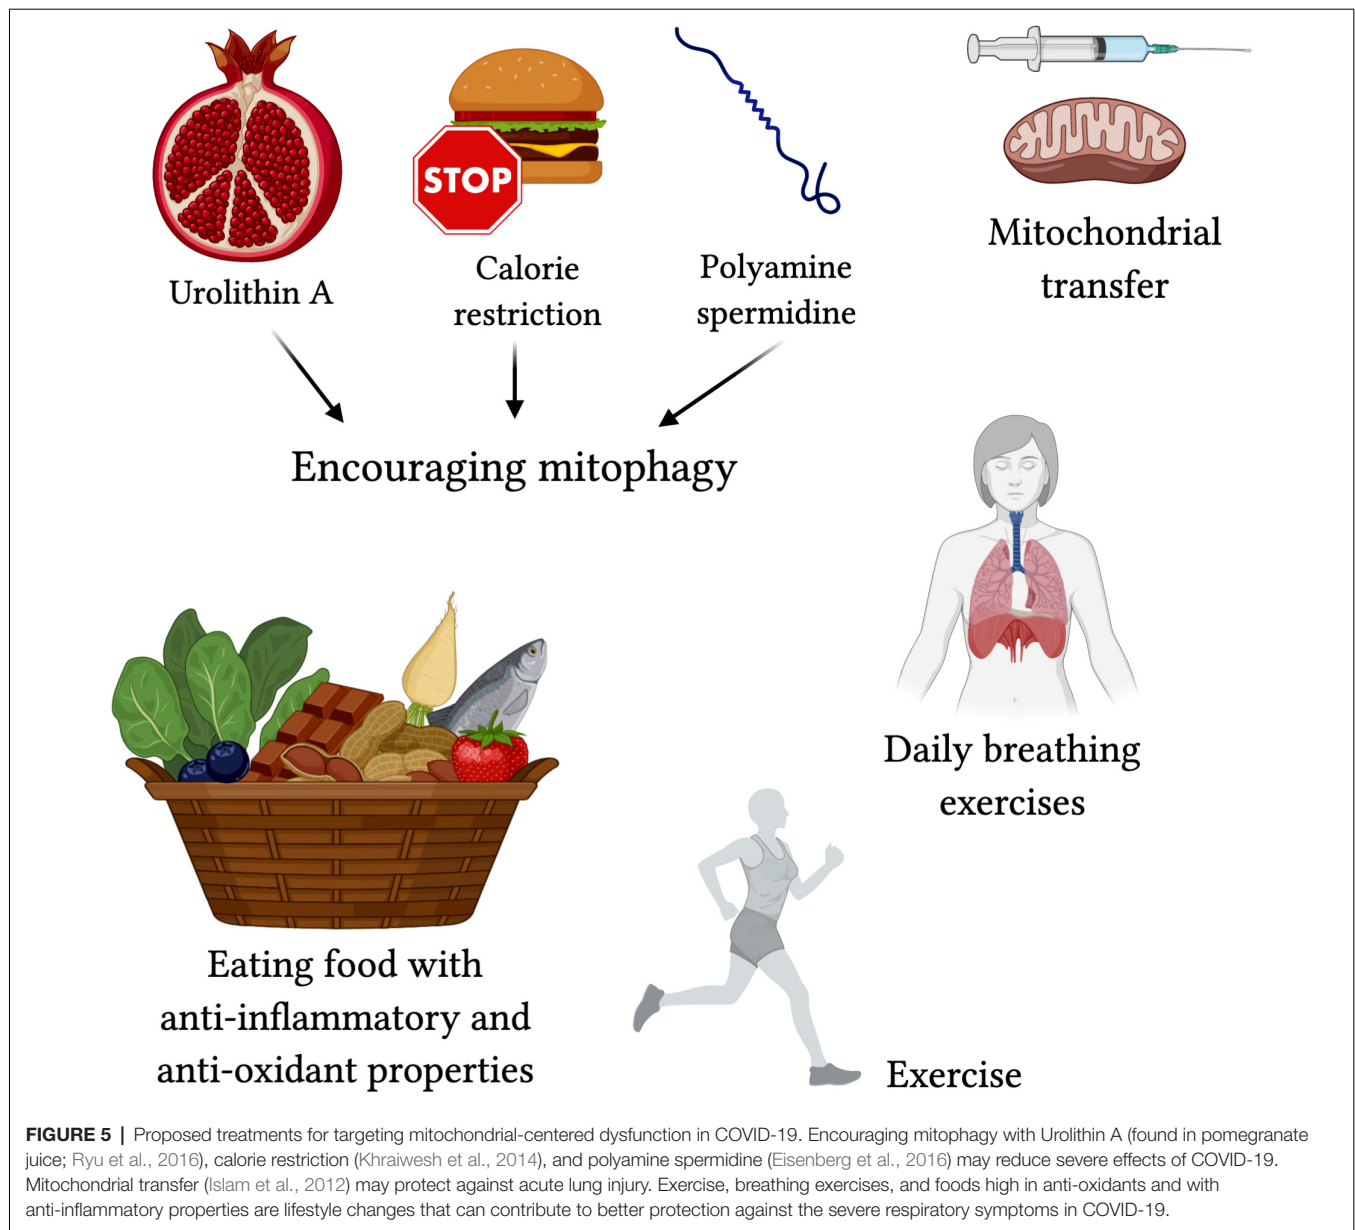 STOP
Urolithin A
Calorie
restriction
Polyamine
spermidine
Mitochondrial
transfer
Encouraging mitophagy
Daily breathing
exercises
Eating food with
anti-inflammatory and
anti-oxidant properties
Exercise
FIGURE 5 | Proposed treatments for targeting mitochondrial-centered dysfunction in COVID-19. Encouraging mitophagy with Urolithin A (found in pomegranate
juice; Ryu et al., 2016), calorie restriction (Khraiwesh et al., 2014), and polyamine spermidine (Eisenberg et al., 2016) may reduce severe effects of COVID-19.
Mitochondrial transfer (Islam et al., 2012) may protect against acute lung injury. Exercise, breathing exercises, and foods high in anti-oxidants and with
anti-inflammatory properties are lifestyle changes that can contribute to better protection against the severe respiratory symptoms in COVID-19.